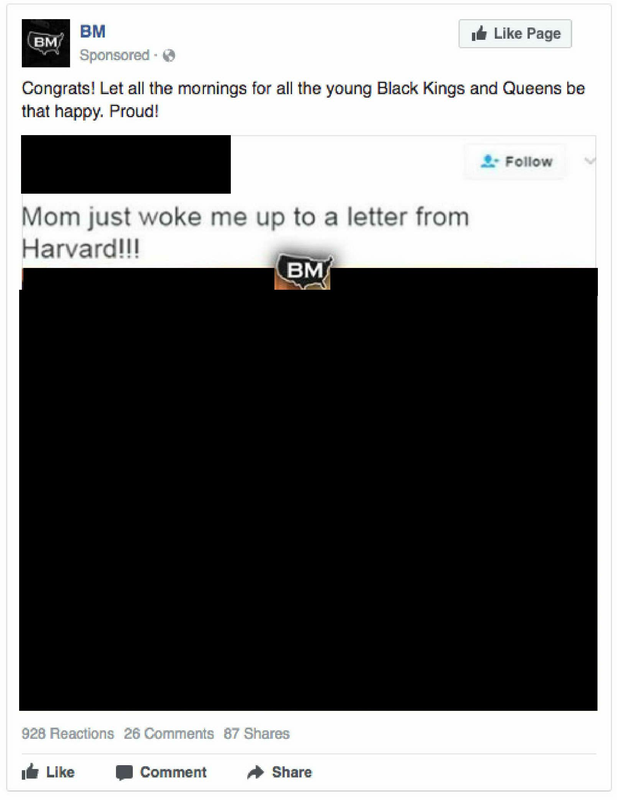 BM
BM
Like Page
Sponsored ·
Congrats! Let all the mornings for all the young Black Kings and Queens be
that happy. Proud!
Follow
Mom just woke me up to a letter from
Harvard!!!
BM
928 Reactions 26 Comments 87 Shares
Like Comment Share